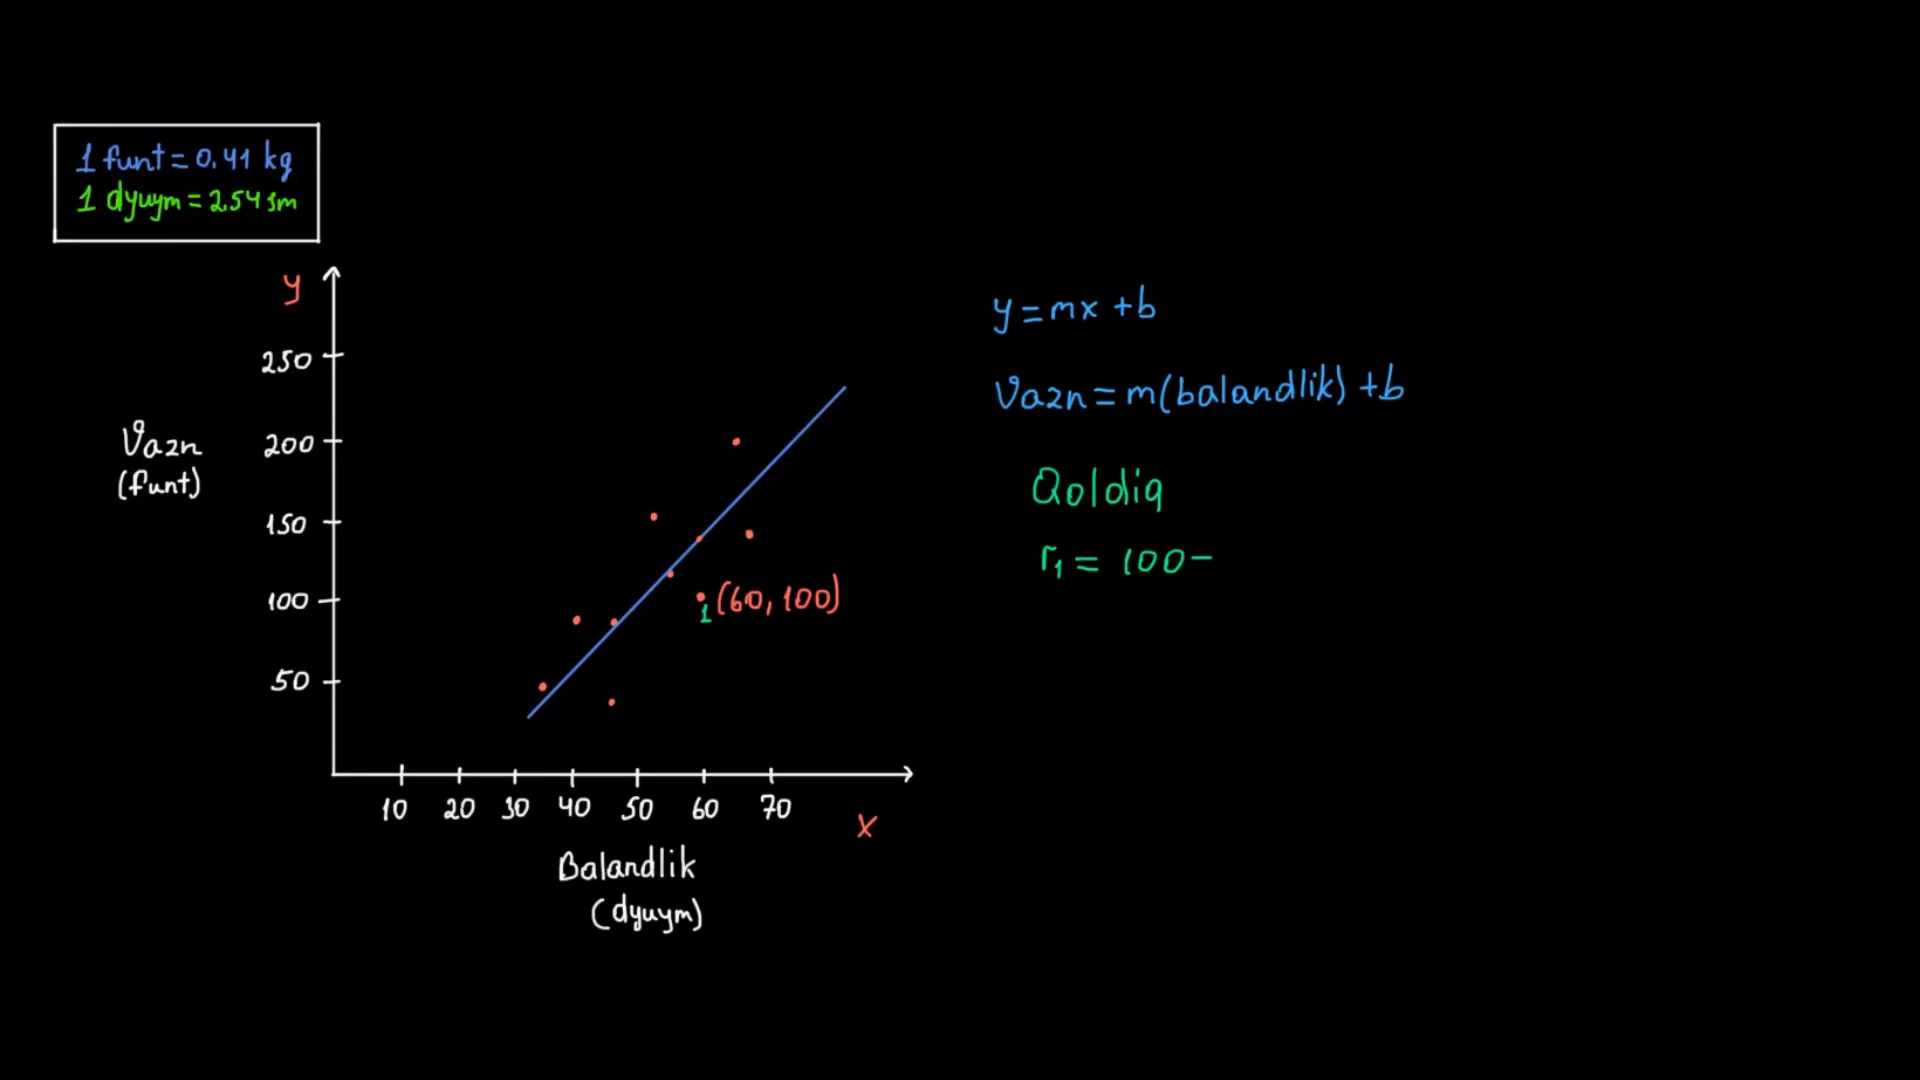 1 funt = 0.41 kg
1 dyuym = 2.54 sm
y
250
200
150
100
50
Vazn
(funt)
1 (60, 100)
10 20 30 40 50 60 70
x
Balandlik
(dyuym)
y = mx + b
Vazn = m(balandlik) + b
Qoldiq
r₁ = 100 −